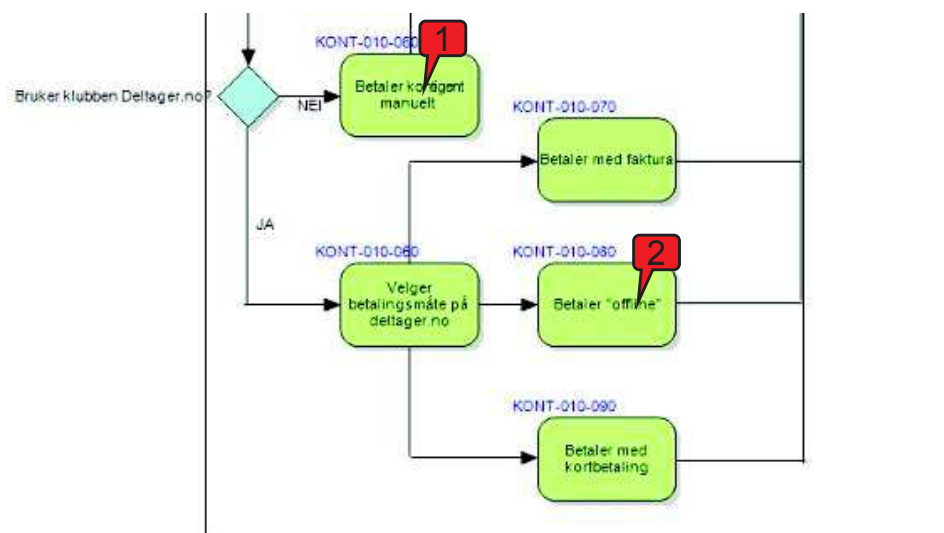 KONT-010-060
1
Betaler kontigent
manuelt
Bruker klubben Deltager.no?
NEI
KONT-010-070
Betaler med faktura
JA
KONT-010-050
Velger
betalingsmåte på
deltager.no
KONT-010-080
2
Betaler "offline"
KONT-010-090
Betaler med
kortbetaling